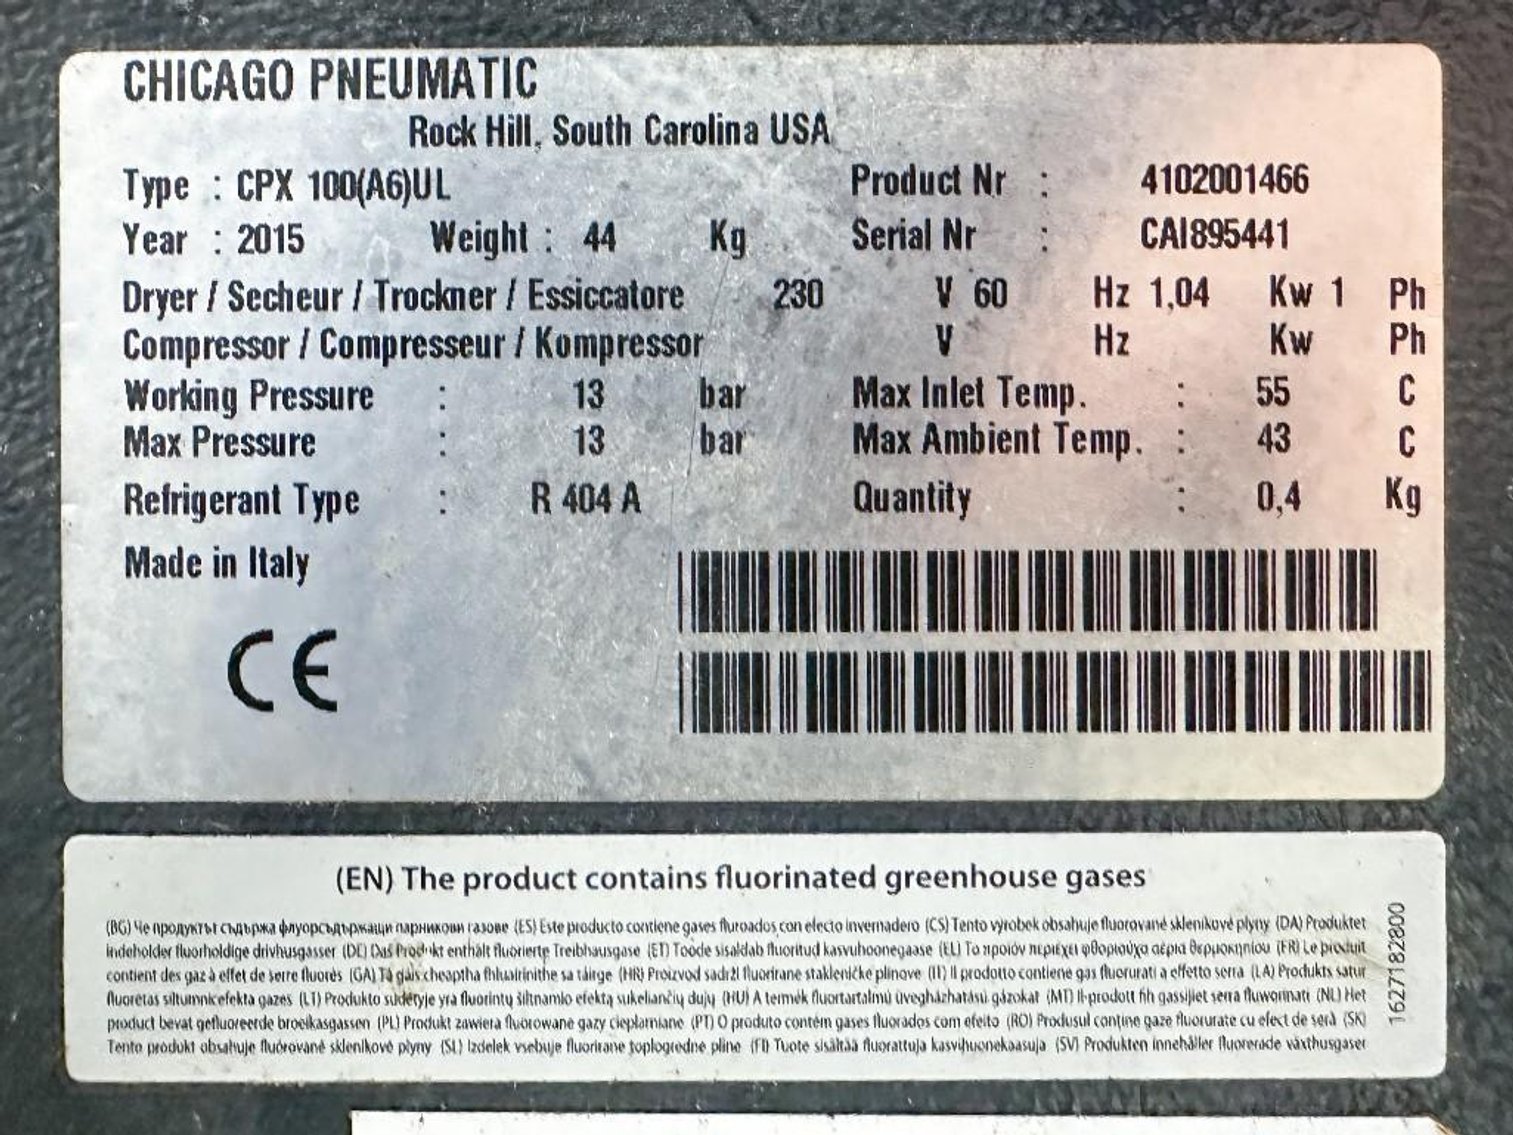 CHICAGO PNEUMATIC
Rock Hill, South Carolina USA
Type : CPX 100(A6)UL Product Nr : 4102001466
Year : 2015 Weight : 44 Kg Serial Nr : CAI895441
Dryer / Secheur / Trockner / Essiccatore 230 V 60 Hz 1,04 Kw 1 Ph
Compressor / Compresseur / Kompressor V Hz Kw Ph
Working Pressure : 13 bar Max Inlet Temp. : 55 C
Max Pressure : 13 bar Max Ambient Temp. : 43 C
Refrigerant Type : R 404 A Quantity : 0,4 Kg
Made in Italy
CE
(EN) The product contains fluorinated greenhouse gases
(BG) Че продуктът съдържа флуорсъдържащи парникови газове (ES) Este producto contiene gases fluroados con efecto invernadero (CS) Tento výrobek obsahuje fluorované skleníkové plyny (DA) Produktet
indeholder fluorholdige drivhusgasser (DE) Das Produkt enthält fluorierte Treibhausgase (ET) Toode sisaldab fluoritud kasvuhoonegaase (EL) Το προϊόν περιέχει φθοριούχα αέρια θερμοκηπίου (FR) Le produit
contient des gaz à effet de serre fluorés (GA) Tá gáis cheaptha fhluairínithe sa táirge (HR) Proizvod sadrži fluorirane stakleničke plinove (IT) Il prodotto contiene gas fluorurati a effetto serra (LA) Produkts satur
fluorētas siltumnīcefekta gāzes (LT) Produkto sudėtyje yra fluorintų šiltnamio efektą sukeliančių dujų (HU) A termék fluortartalmú üvegházhatású gázokat (MT) Il-prodott fih gassijiet serra fluworinati (NL) Het
product bevat gefluoreerde broeikasgassen (PL) Produkt zawiera fluorowane gazy cieplarniane (PT) O produto contém gases fluorados com efeito (RO) Produsul conţine gaze fluorurate cu efect de seră (SK)
Tento produkt obsahuje fluórované skleníkové plyny (SL) Izdelek vsebuje fluorirane toplogredne pline (FI) Tuote sisältää fluorattuja kasvihuonekaasuja (SV) Produkten innehåller fluorerade växthusgaser
1627182800